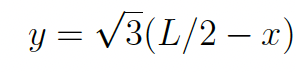 y = √3(L/2 − x)